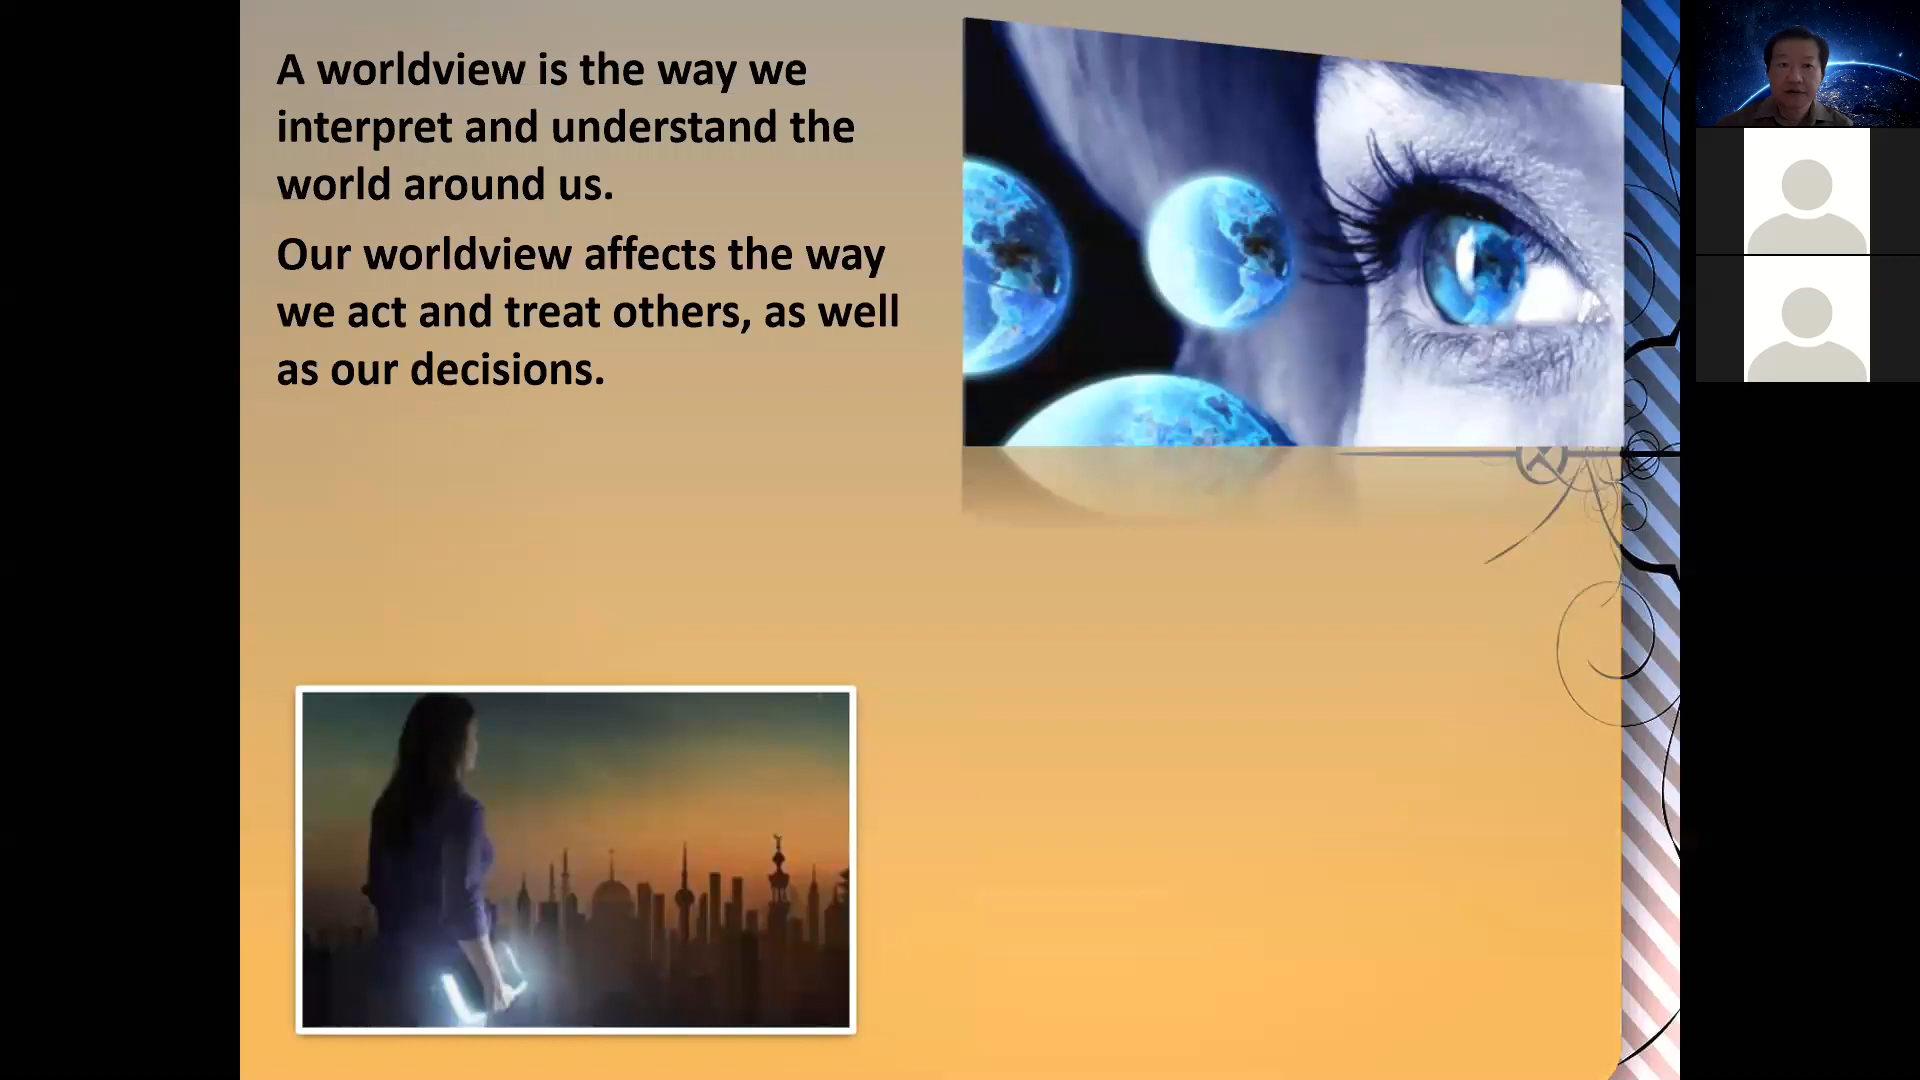 A worldview is the way we
interpret and understand the
world around us.
Our worldview affects the way
we act and treat others, as well
as our decisions.